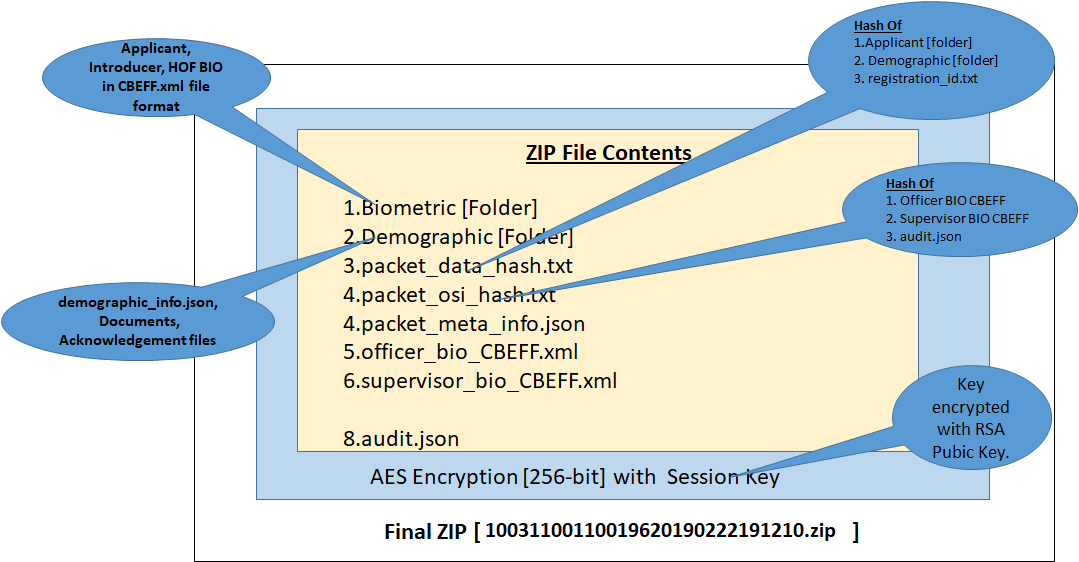 Applicant,
Introducer, HOF BIO
in CBEFF.xml file
format
Hash Of
1.Applicant [folder]
2. Demographic [folder]
3. registration_id.txt
ZIP File Contents
1.Biometric [Folder]
2.Demographic [Folder]
3.packet_data_hash.txt
4.packet_osi_hash.txt
4.packet_meta_info.json
5.officer_bio_CBEFF.xml
6.supervisor_bio_CBEFF.xml
8.audit.json
Hash Of
1. Officer BIO CBEFF
2. Supervisor BIO CBEFF
3. audit.json
demographic_info.json,
Documents,
Acknowledgement files
Key
encrypted
with RSA
Pubic Key.
AES Encryption [256-bit] with Session Key
Final ZIP [ 10031100110019620190222191210.zip ]